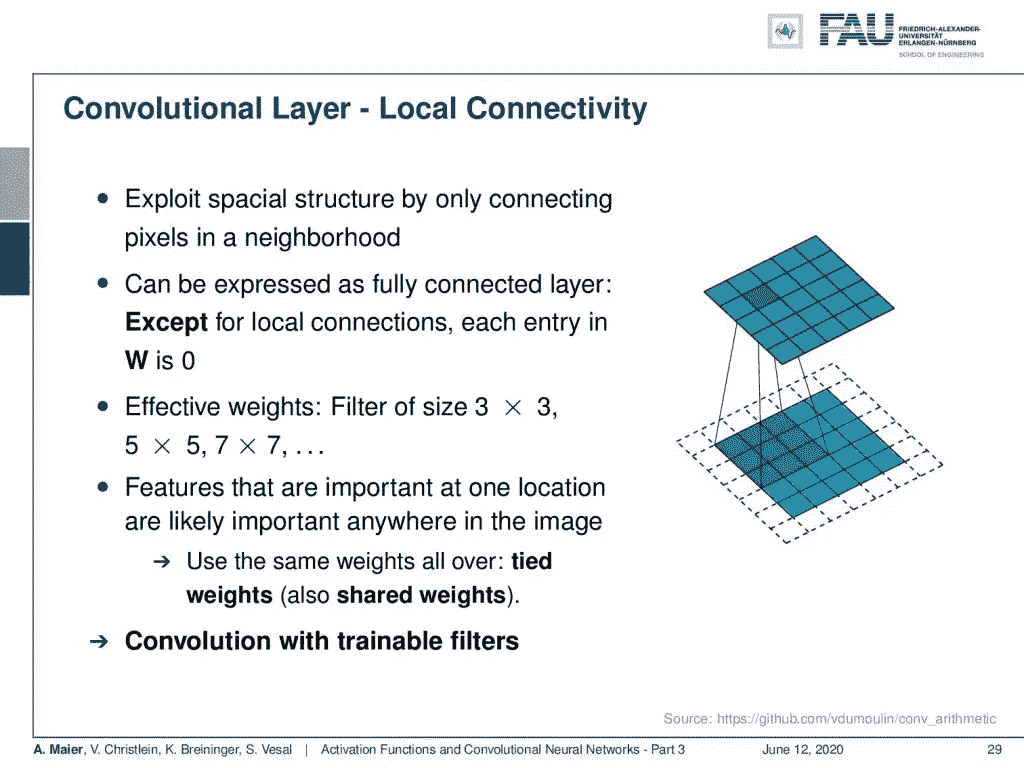 FAU
FRIEDRICH-ALEXANDER-
UNIVERSITÄT
ERLANGEN-NÜRNBERG
SCHOOL OF ENGINEERING
Convolutional Layer - Local Connectivity
• Exploit spacial structure by only connecting
pixels in a neighborhood
• Can be expressed as fully connected layer:
Except for local connections, each entry in
W is 0
• Effective weights: Filter of size 3 × 3,
5 × 5, 7 × 7, . . .
• Features that are important at one location
are likely important anywhere in the image
➔ Use the same weights all over: tied
weights (also shared weights).
➔ Convolution with trainable filters
Source: https://github.com/vdumoulin/conv_arithmetic
A. Maier, V. Christlein, K. Breininger, S. Vesal | Activation Functions and Convolutional Neural Networks - Part 3 June 12, 2020 29